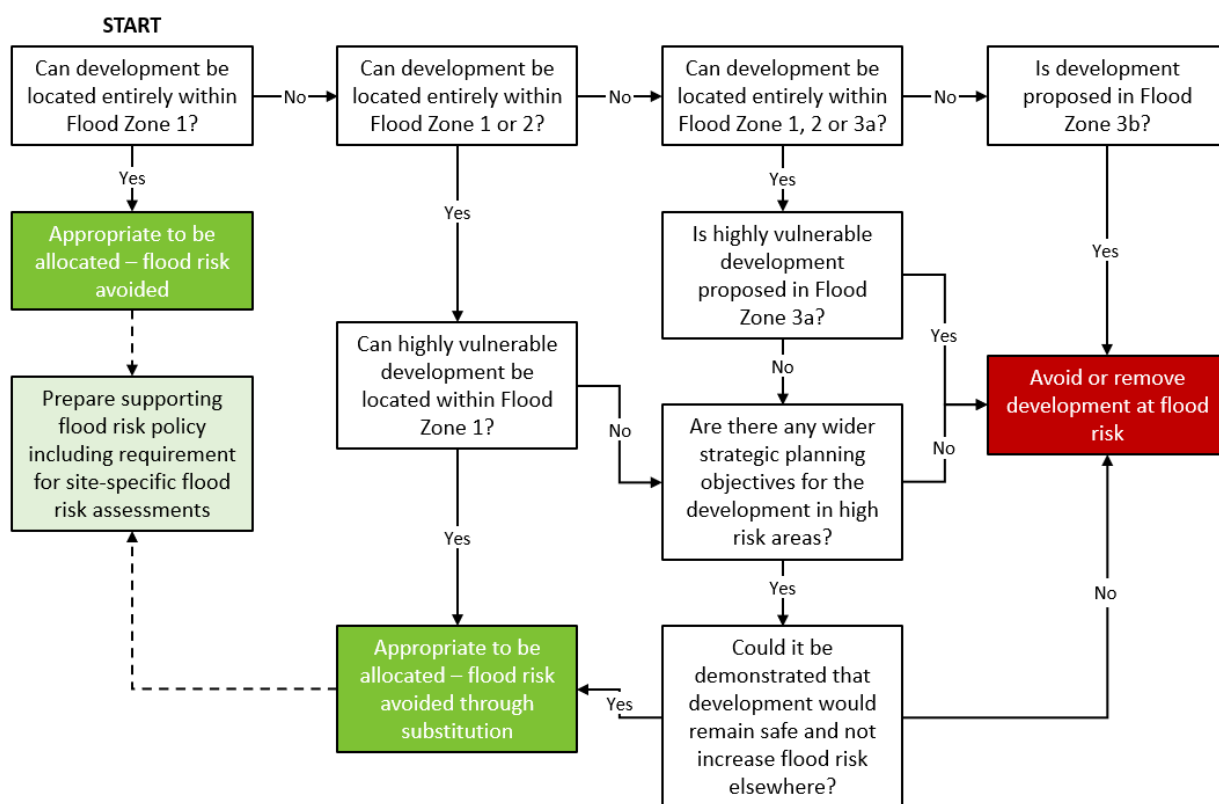 START
Can development be
located entirely within
Flood Zone 1?
No
Can development be
located entirely within
Flood Zone 1 or 2?
No
Can development be
located entirely within
Flood Zone 1, 2 or 3a?
No
Is development
proposed in Flood
Zone 3b?
Yes
Yes
Yes
Yes
Appropriate to be
allocated – flood risk
avoided
Is highly vulnerable
development
proposed in Flood
Zone 3a?
Yes
No
Prepare supporting
flood risk policy
including requirement
for site-specific flood
risk assessments
Can highly vulnerable
development be
located within Flood
Zone 1?
No
Yes
Are there any wider
strategic planning
objectives for the
development in high
risk areas?
No
Yes
Avoid or remove
development at flood
risk
Appropriate to be
allocated – flood risk
avoided through
substitution
Yes
Could it be
demonstrated that
development would
remain safe and not
increase flood risk
elsewhere?
No